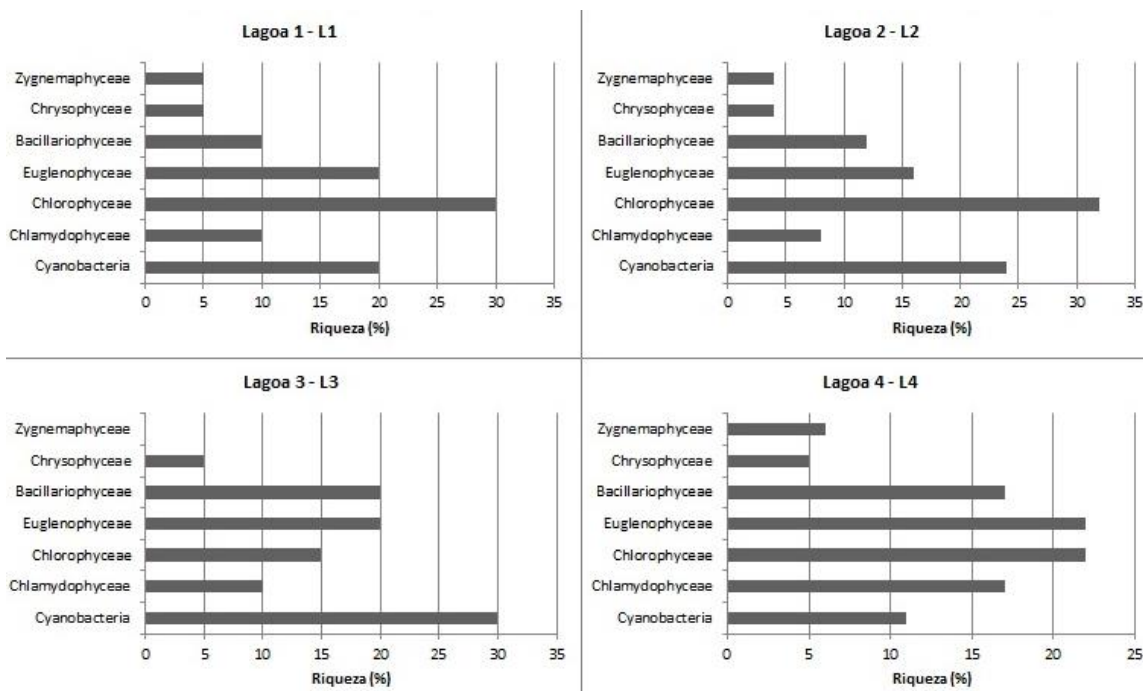 Lagoa 1 - L1
Zygnemaphyceae
Chrysophyceae
Bacillariophyceae
Euglenophyceae
Chlorophyceae
Chlamydophyceae
Cyanobacteria
0 5 10 15 20 25 30 35
Riqueza (%)
Lagoa 2 - L2
Zygnemaphyceae
Chrysophyceae
Bacillariophyceae
Euglenophyceae
Chlorophyceae
Chlamydophyceae
Cyanobacteria
0 5 10 15 20 25 30 35
Riqueza (%)
Lagoa 3 - L3
Zygnemaphyceae
Chrysophyceae
Bacillariophyceae
Euglenophyceae
Chlorophyceae
Chlamydophyceae
Cyanobacteria
0 5 10 15 20 25 30 35
Riqueza (%)
Lagoa 4 - L4
Zygnemaphyceae
Chrysophyceae
Bacillariophyceae
Euglenophyceae
Chlorophyceae
Chlamydophyceae
Cyanobacteria
0 5 10 15 20 25
Riqueza (%)